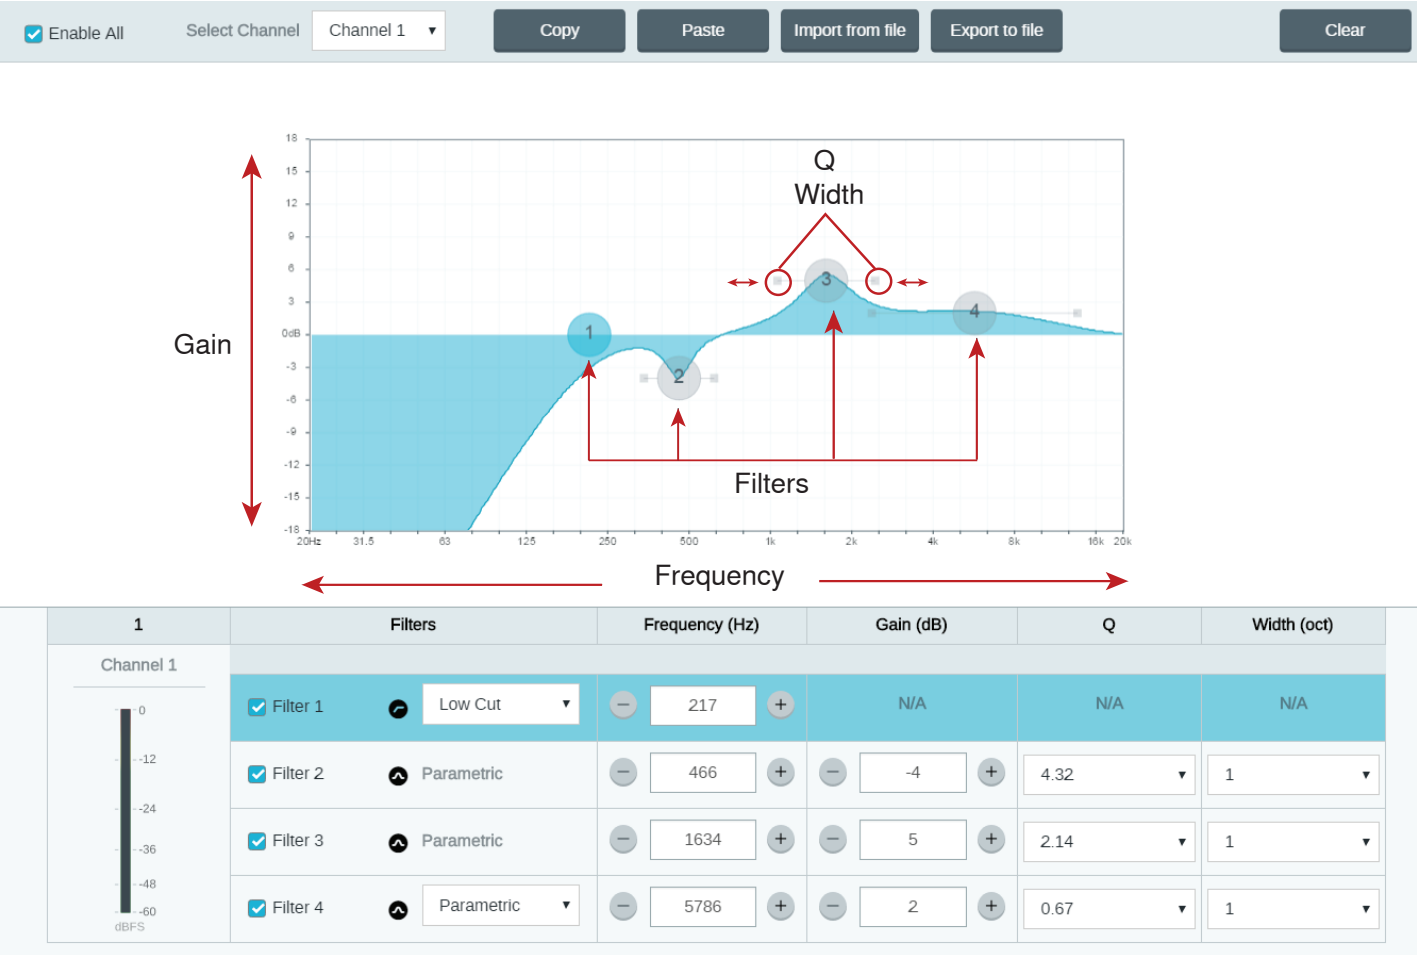 Enable All
Select Channel
Channel 1
Copy
Paste
Import from file
Export to file
Clear
18
15
12
9
6
3
0dB
-3
-6
-9
-12
-15
-18
20Hz 31.5 63 125 250 500 1k 2k 4k 8k 16k 20k
Q
Width
1
2
3
4
Gain
Filters
Frequency
1 Filters Frequency (Hz) Gain (dB) Q Width (oct)
Channel 1
0
-12
-24
-36
-48
-60
dBFS
Filter 1 Low Cut 217 N/A N/A N/A
Filter 2 Parametric 466 -4 4.32 1
Filter 3 Parametric 1634 5 2.14 1
Filter 4 Parametric 5786 2 0.67 1